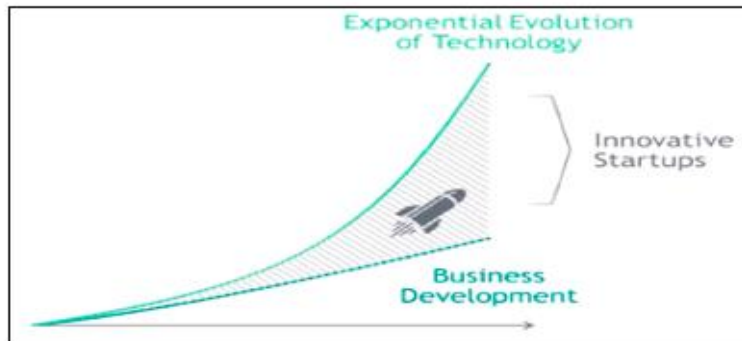 Exponential Evolution
of Technology
Innovative
Startups
Business
Development